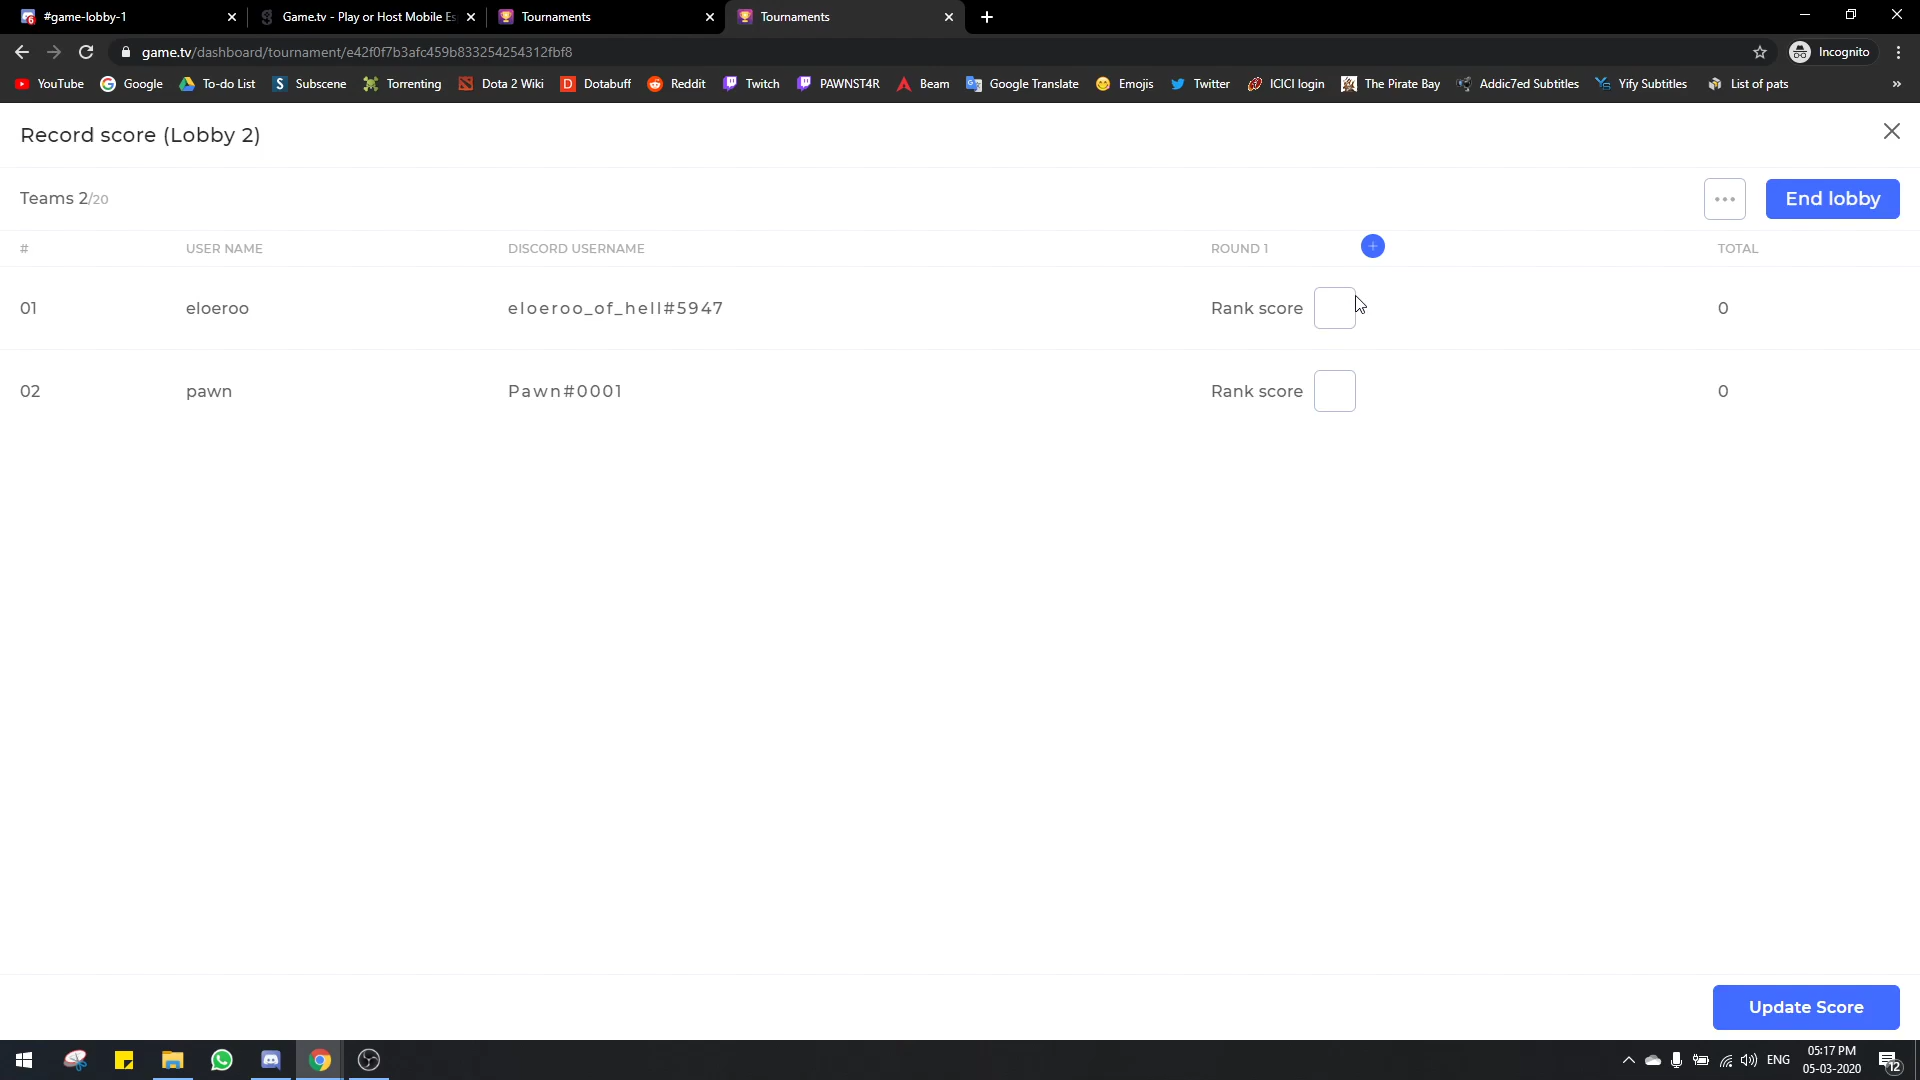 #game-lobby-1
Game.tv - Play or Host Mobile Es
Tournaments
Tournaments
game.tv/dashboard/tournament/e42f0f7b3afc459b833254254312fbf8
Incognito
YouTube Google To-do List Subscene Torrenting Dota 2 Wiki Dotabuff Reddit Twitch PAWNST4R Beam Google Translate Emojis Twitter ICICI login The Pirate Bay Addic7ed Subtitles Yify Subtitles List of pats »
Record score (Lobby 2)
Teams 2/20
End lobby
# USER NAME DISCORD USERNAME ROUND 1 TOTAL
01 eloeroo eloeroo_of_hell#5947 Rank score 0
02 pawn Pawn#0001 Rank score 0
Update Score
ENG
05:17 PM
05-03-2020
12